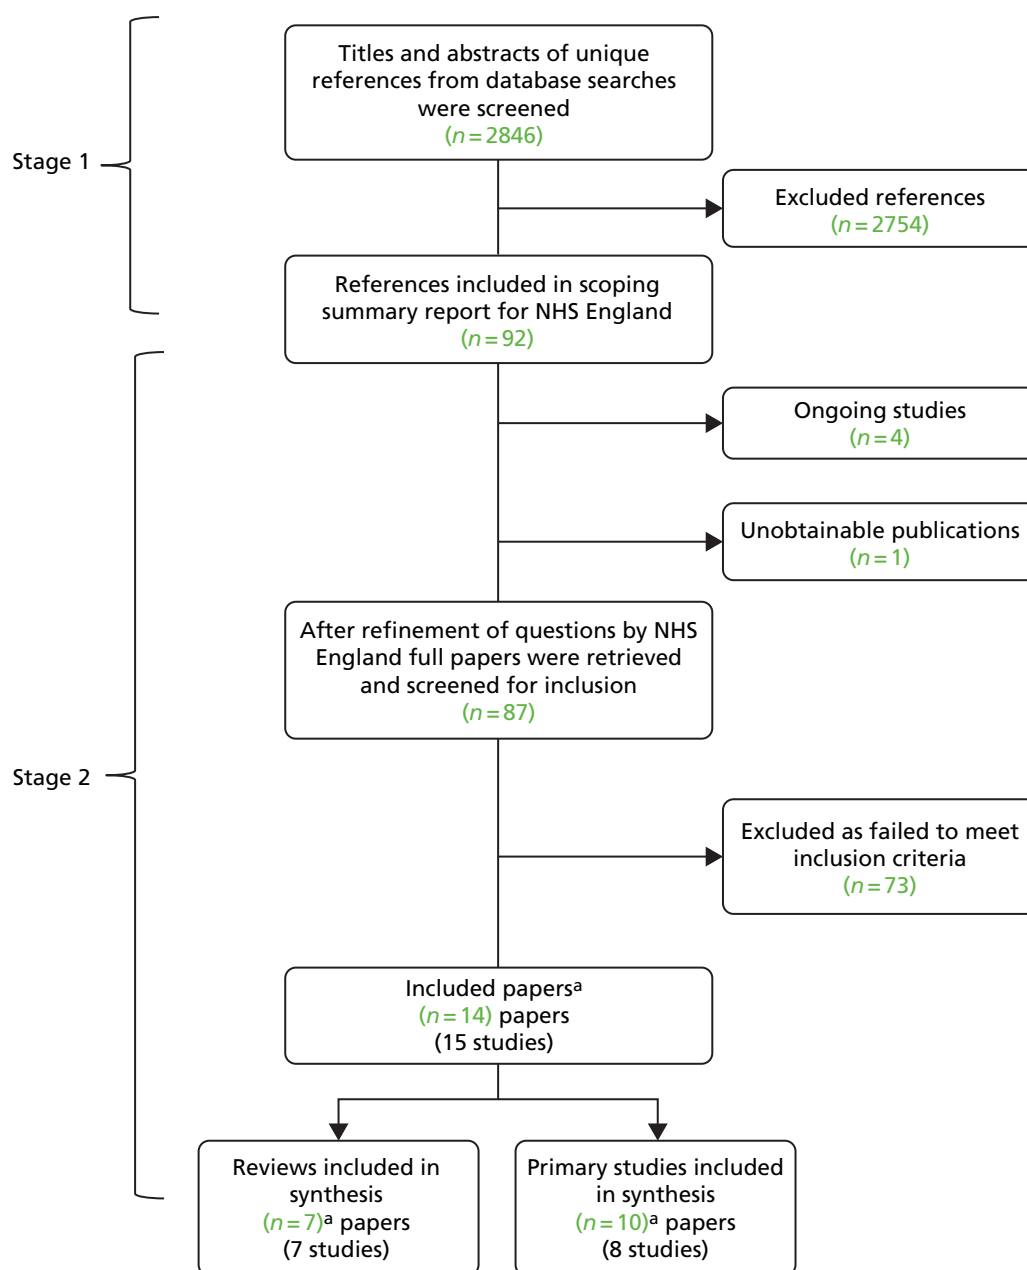 Titles and abstracts of unique
references from database searches
were screened
(n = 2846)
Stage 1
Excluded references
(n = 2754)
References included in scoping
summary report for NHS England
(n = 92)
Ongoing studies
(n = 4)
Unobtainable publications
(n = 1)
After refinement of questions by NHS
England full papers were retrieved
and screened for inclusion
(n = 87)
Stage 2
Excluded as failed to meet
inclusion criteria
(n = 73)
Included papersa
(n = 14) papers
(15 studies)
Reviews included in
synthesis
(n = 7)a papers
(7 studies)
Primary studies included
in synthesis
(n = 10)a papers
(8 studies)